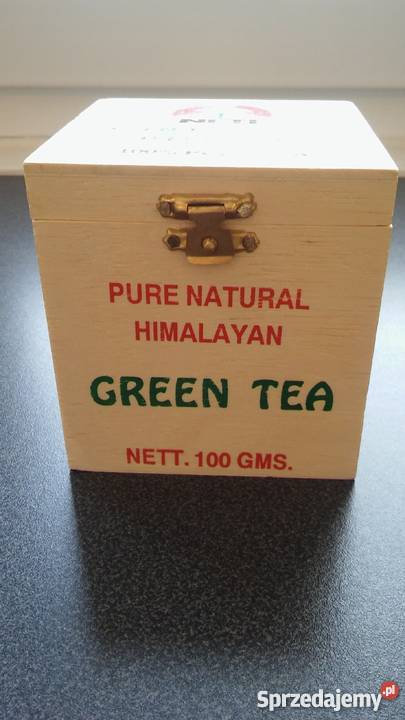 PURE NATURAL
HIMALAYAN
GREEN TEA
NETT. 100 GMS.
Sprzedajemy.pl